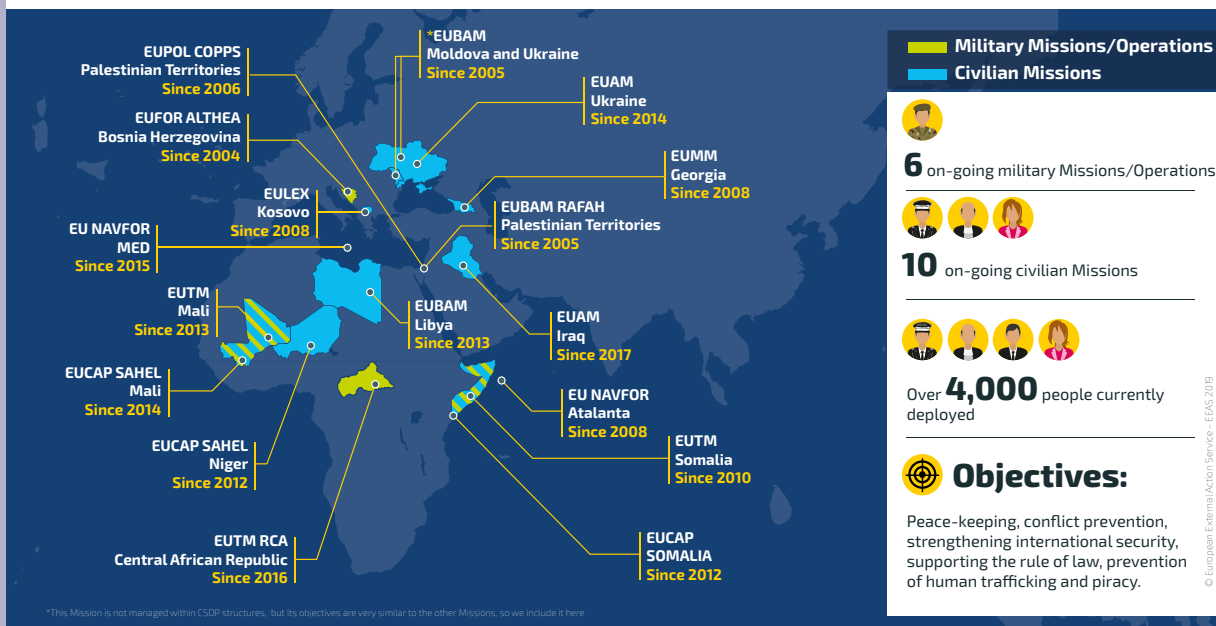 *EUBAM
Moldova and Ukraine
Since 2005
EUPOL COPPS
Palestinian Territories
Since 2006
EUAM
Ukraine
Since 2014
EUFOR ALTHEA
Bosnia Herzegovina
Since 2004
EUMM
Georgia
Since 2008
EULEX
Kosovo
Since 2008
EUBAM RAFAH
Palestinian Territories
Since 2005
EU NAVFOR
MED
Since 2015
EUTM
Mali
Since 2013
EUBAM
Libya
Since 2013
EUAM
Iraq
Since 2017
EUCAP SAHEL
Mali
Since 2014
EU NAVFOR
Atalanta
Since 2008
EUCAP SAHEL
Niger
Since 2012
EUTM
Somalia
Since 2010
EUTM RCA
Central African Republic
Since 2016
EUCAP
SOMALIA
Since 2012
*This Mission is not managed within CSDP structures, but its objectives are very similar to the other Missions, so we include it here
Military Missions/Operations
Civilian Missions
6 on-going military Missions/Operations
10 on-going civilian Missions
Over 4,000 people currently
deployed
Objectives:
Peace-keeping, conflict prevention,
strengthening international security,
supporting the rule of law, prevention
of human trafficking and piracy.
© European External Action Service - EEAS 2019